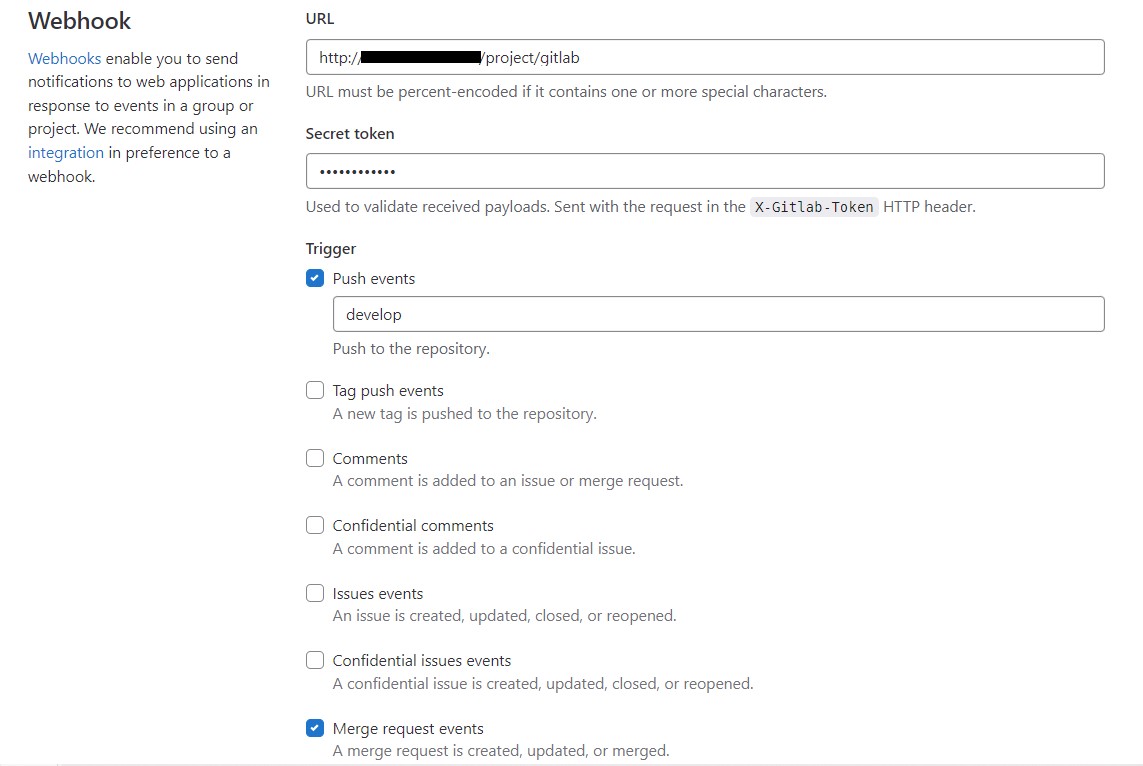 Webhook
Webhooks enable you to send
notifications to web applications in
response to events in a group or
project. We recommend using an
integration in preference to a
webhook.
URL
http:// /project/gitlab
URL must be percent-encoded if it contains one or more special characters.
Secret token
••••••••••••
Used to validate received payloads. Sent with the request in the X-Gitlab-Token HTTP header.
Trigger
Push events
develop
Push to the repository.
Tag push events
A new tag is pushed to the repository.
Comments
A comment is added to an issue or merge request.
Confidential comments
A comment is added to a confidential issue.
Issues events
An issue is created, updated, closed, or reopened.
Confidential issues events
A confidential issue is created, updated, closed, or reopened.
Merge request events
A merge request is created, updated, or merged.